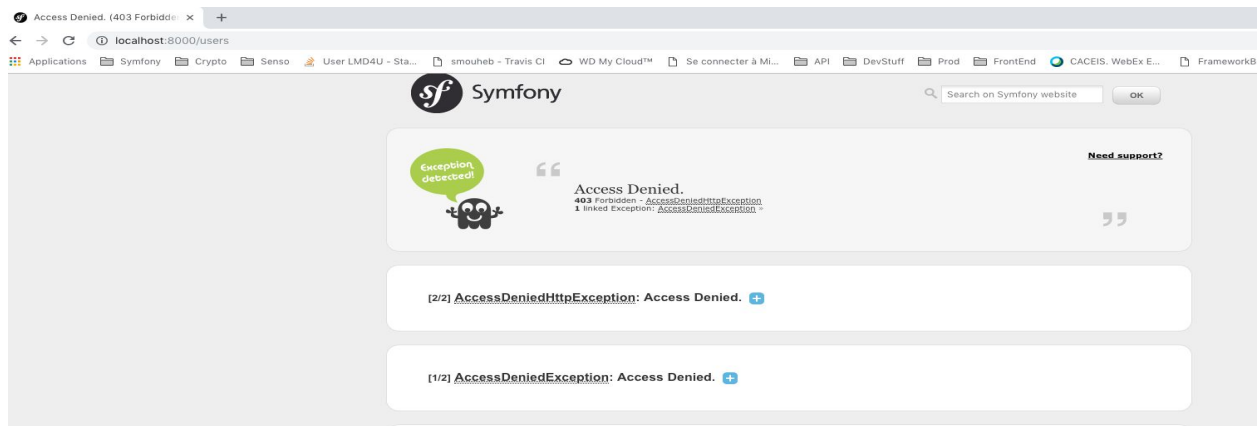 Access Denied. (403 Forbidde
localhost:8000/users
Applications Symfony Crypto Senso User LMD4U - Sta... smouheb - Travis CI WD My Cloud™ Se connecter à Mi... API DevStuff Prod FrontEnd CACEIS. WebEx E... FrameworkB
sf Symfony Search on Symfony website OK
Need support?
Exception
detected!
“
Access Denied.
403 Forbidden - AccessDeniedHttpException
1 linked Exception: AccessDeniedException »
”
[2/2] AccessDeniedHttpException: Access Denied.
[1/2] AccessDeniedException: Access Denied.